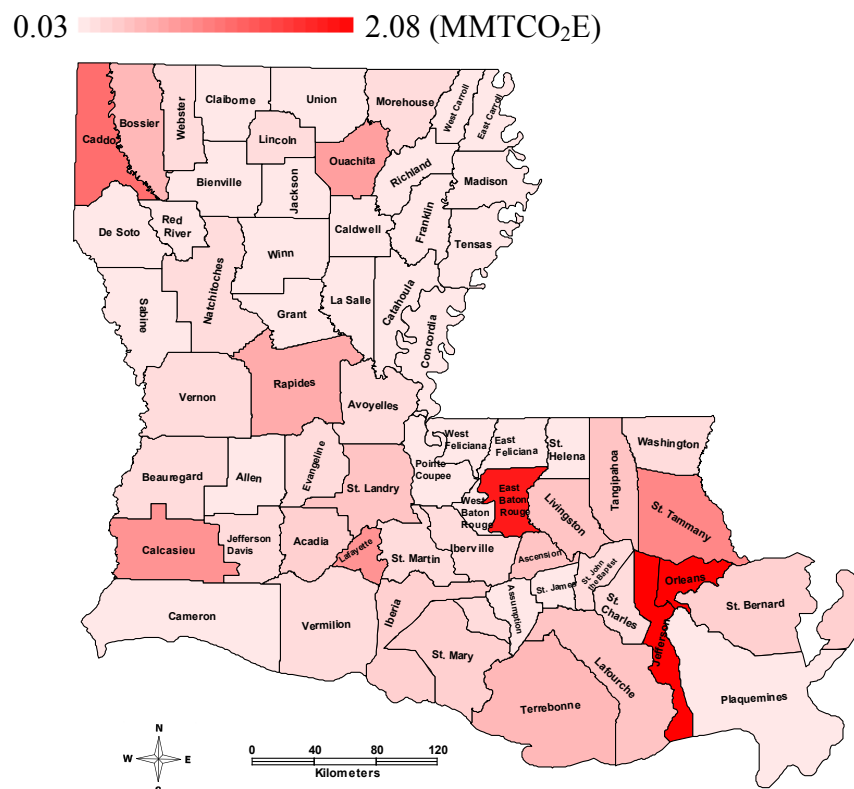 0.03 2.08 (MMTCO₂E)
Caddo
Bossier
Webster
Claiborne
Union
Morehouse
West Carroll
East Carroll
Lincoln
Ouachita
Richland
Madison
Bienville
Jackson
Franklin
Tensas
De Soto
Red
River
Caldwell
Winn
Natchitoches
Sabine
Grant
La Salle
Catahoula
Concordia
Vernon
Rapides
Avoyelles
Beauregard
Allen
Evangeline
St. Landry
Pointe
Coupee
West
Feliciana
East
Feliciana
St.
Helena
Tangipahoa
Washington
East
Baton
Rouge
West
Baton
Rouge
Livingston
St. Tammany
Calcasieu
Jefferson
Davis
Acadia
Lafayette
St. Martin
Iberville
Ascension
St. James
St. John
the Baptist
Orleans
St. Bernard
Cameron
Vermilion
Iberia
St. Mary
Assumption
St.
Charles
Jefferson
Lafourche
Terrebonne
Plaquemines
N
W E
S
0 40 80 120
Kilometers